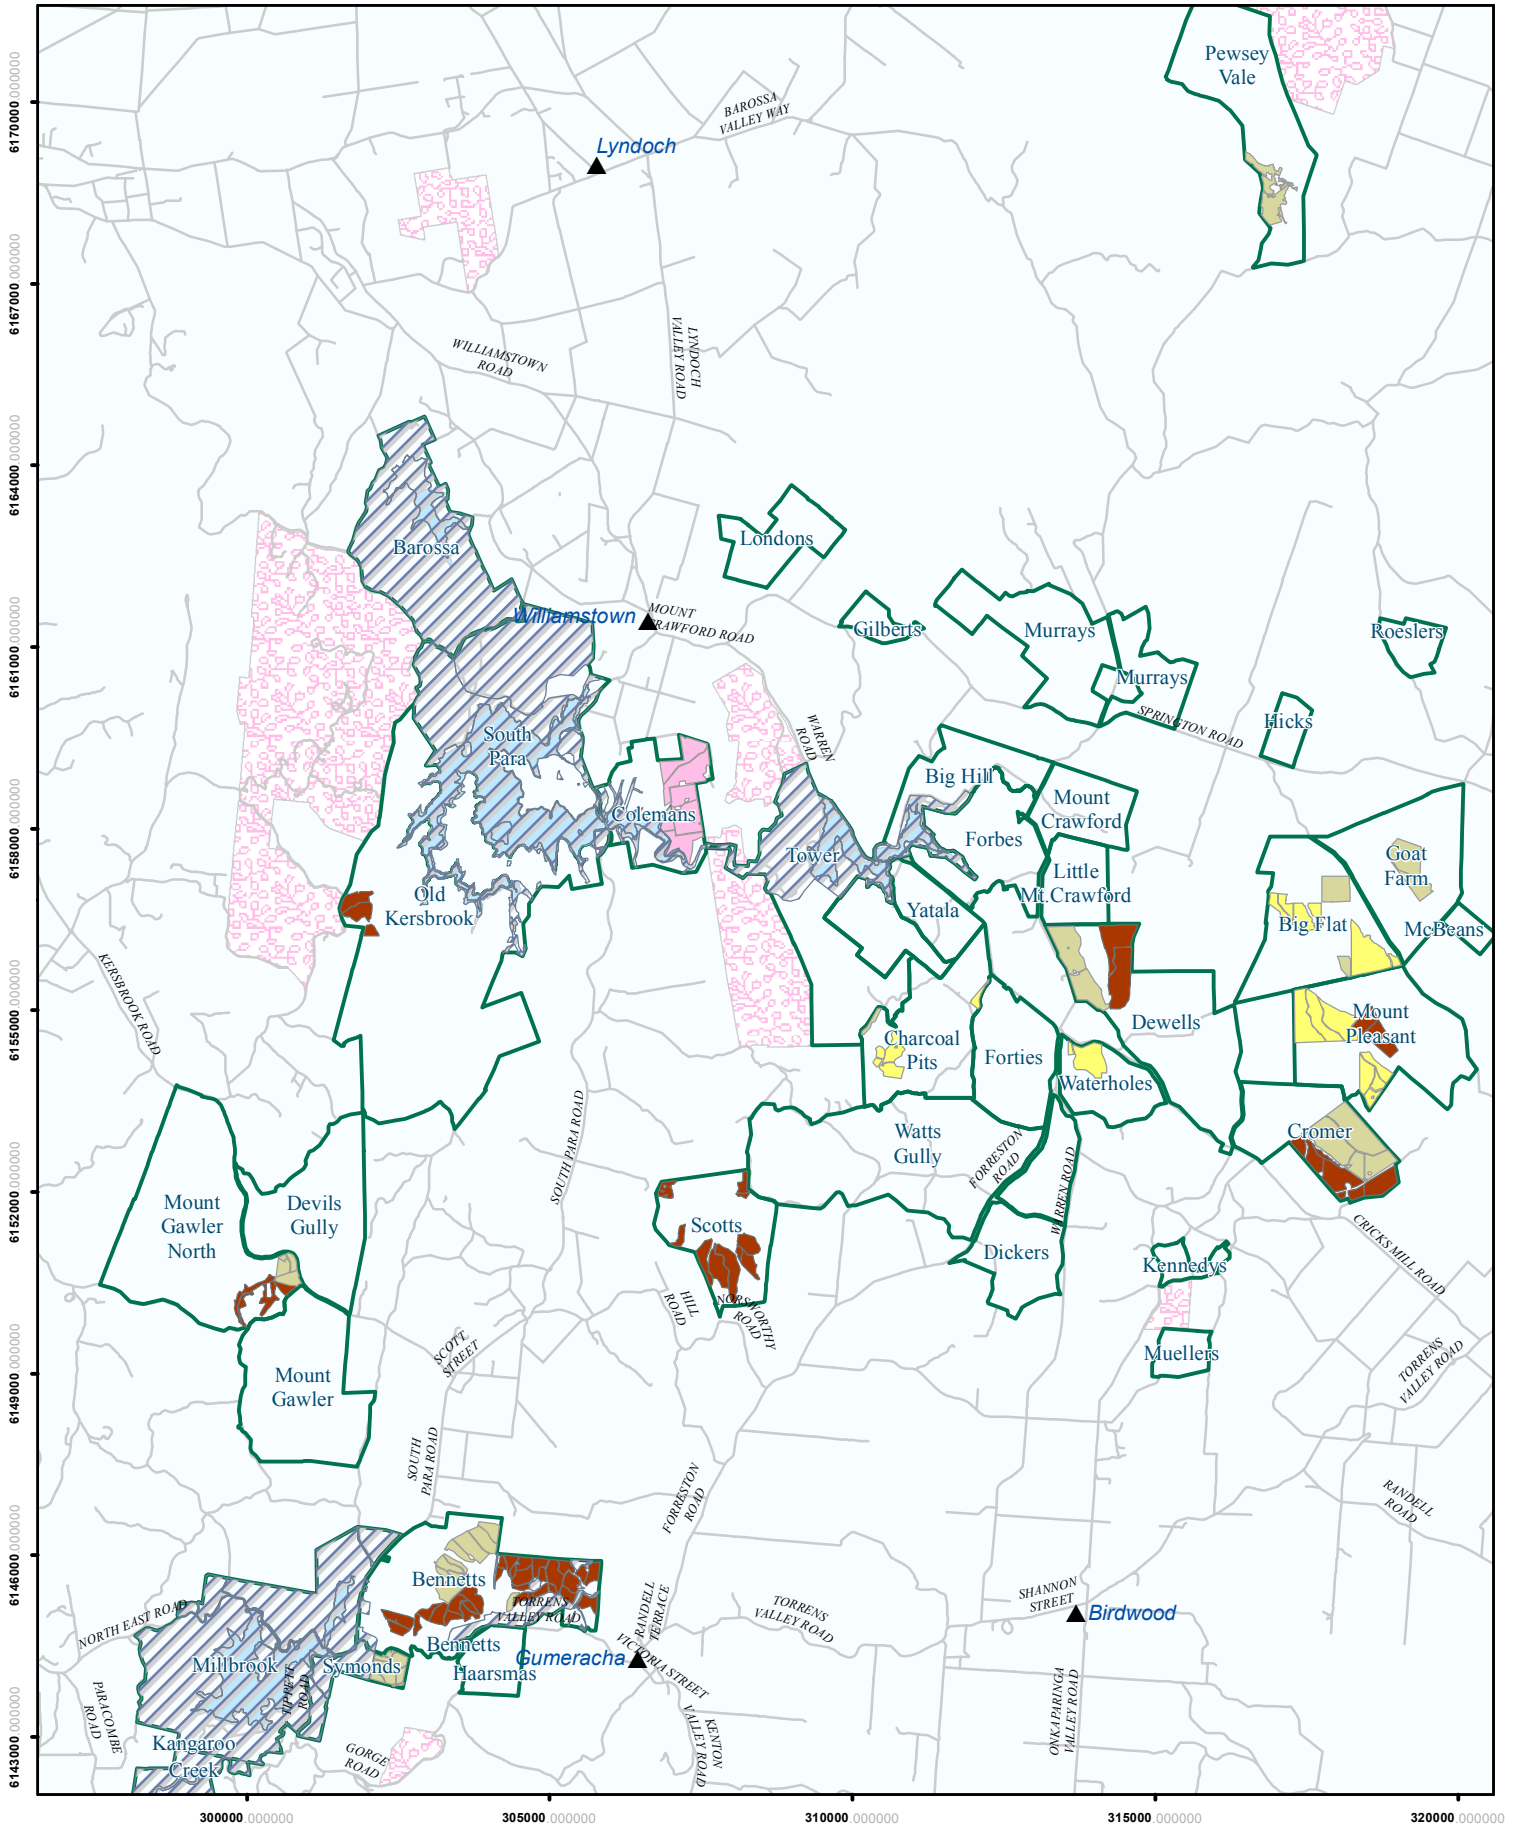 Pewsey
Vale
6170000.000000
BAROSSA
VALLEY WAY
Lyndoch
6167000.000000
LYNDOCH
VALLEY ROAD
WILLIAMSTOWN
ROAD
6164000.000000
Londons
Barossa
6161000.000000
Williamstown
MOUNT
CRAWFORD ROAD
Gilberts
Murrays
Roeslers
Murrays
SPRINGTON ROAD
Hicks
WARREN
ROAD
South
Para
Big Hill
Mount
Crawford
6158000.000000
Colemans
Forbes
Tower
Goat
Farm
Little
Mt.Crawford
Old
Kersbrook
Yatala
Big Flat
McBeans
KERSBROOK ROAD
6155000.000000
Mount
Pleasant
Dewells
Charcoal
Pits
Forties
Waterholes
SOUTH PARA ROAD
Watts
Gully
Cromer
FORRESTON
ROAD
WARREN ROAD
6152000.000000
Mount
Gawler
North
Devils
Gully
Scotts
Dickers
Kennedys
CRICKS MILL ROAD
HILL
ROAD
NORSWORTHY
ROAD
SCOTT
STREET
Muellers
TORRENS
VALLEY ROAD
6149000.000000
Mount
Gawler
SOUTH
PARA ROAD
FORRESTON
ROAD
RANDELL
ROAD
6146000.000000
Bennetts
TORRENS
VALLEY ROAD
RANDELL
TERRACE
TORRENS
VALLEY ROAD
SHANNON
STREET
Birdwood
NORTH EAST ROAD
Bennetts
VICTORIA STREET
Gumeracha
Millbrook
Symonds
Haarsmas
TIPPETT
ROAD
PARACOMBE
ROAD
KENTON
VALLEY ROAD
ONKAPARINGA
VALLEY ROAD
6143000.000000
Kangaroo
Creek
GORGE
ROAD
300000.000000
305000.000000
310000.000000
315000.000000
320000.000000